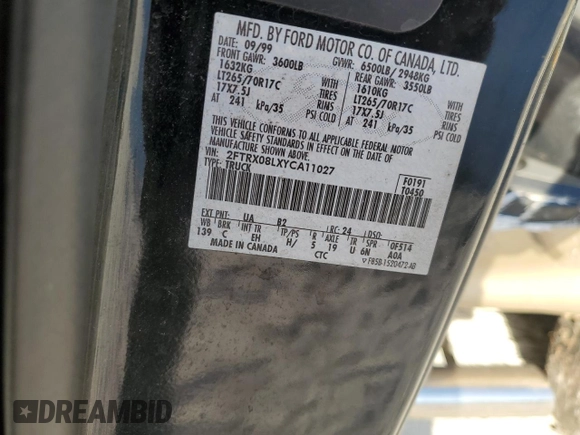 MFD. BY FORD MOTOR CO. OF CANADA, LTD.
DATE: 09/99 GVWR: 6500LB/ 2948KG
FRONT GAWR: 3600LB REAR GAWR: 3550LB
1632KG WITH 1610KG WITH
LT265/70R17C TIRES LT265/70R17C TIRES
17X7.5J RIMS 17X7.5J RIMS
AT 241 kPa/35 PSI COLD AT 241 kPa/35 PSI COLD
THIS VEHICLE CONFORMS TO ALL APPLICABLE FEDERAL MOTOR
VEHICLE SAFETY STANDARDS IN EFFECT ON THE DATE OF
MANUFACTURE SHOWN ABOVE.
VIN: 2FTRX08LXYCA11027 F0191
TYPE: TRUCK T0450
EXT PNT: UA B2 RC: 24 DSO:
WB BRK INT TR TP/PS R AXLE TR SPR 0F514
139 C EH H/ 5 19 U 6N A0A
MADE IN CANADA CTC F85B-1520472-AB
DREAMBID